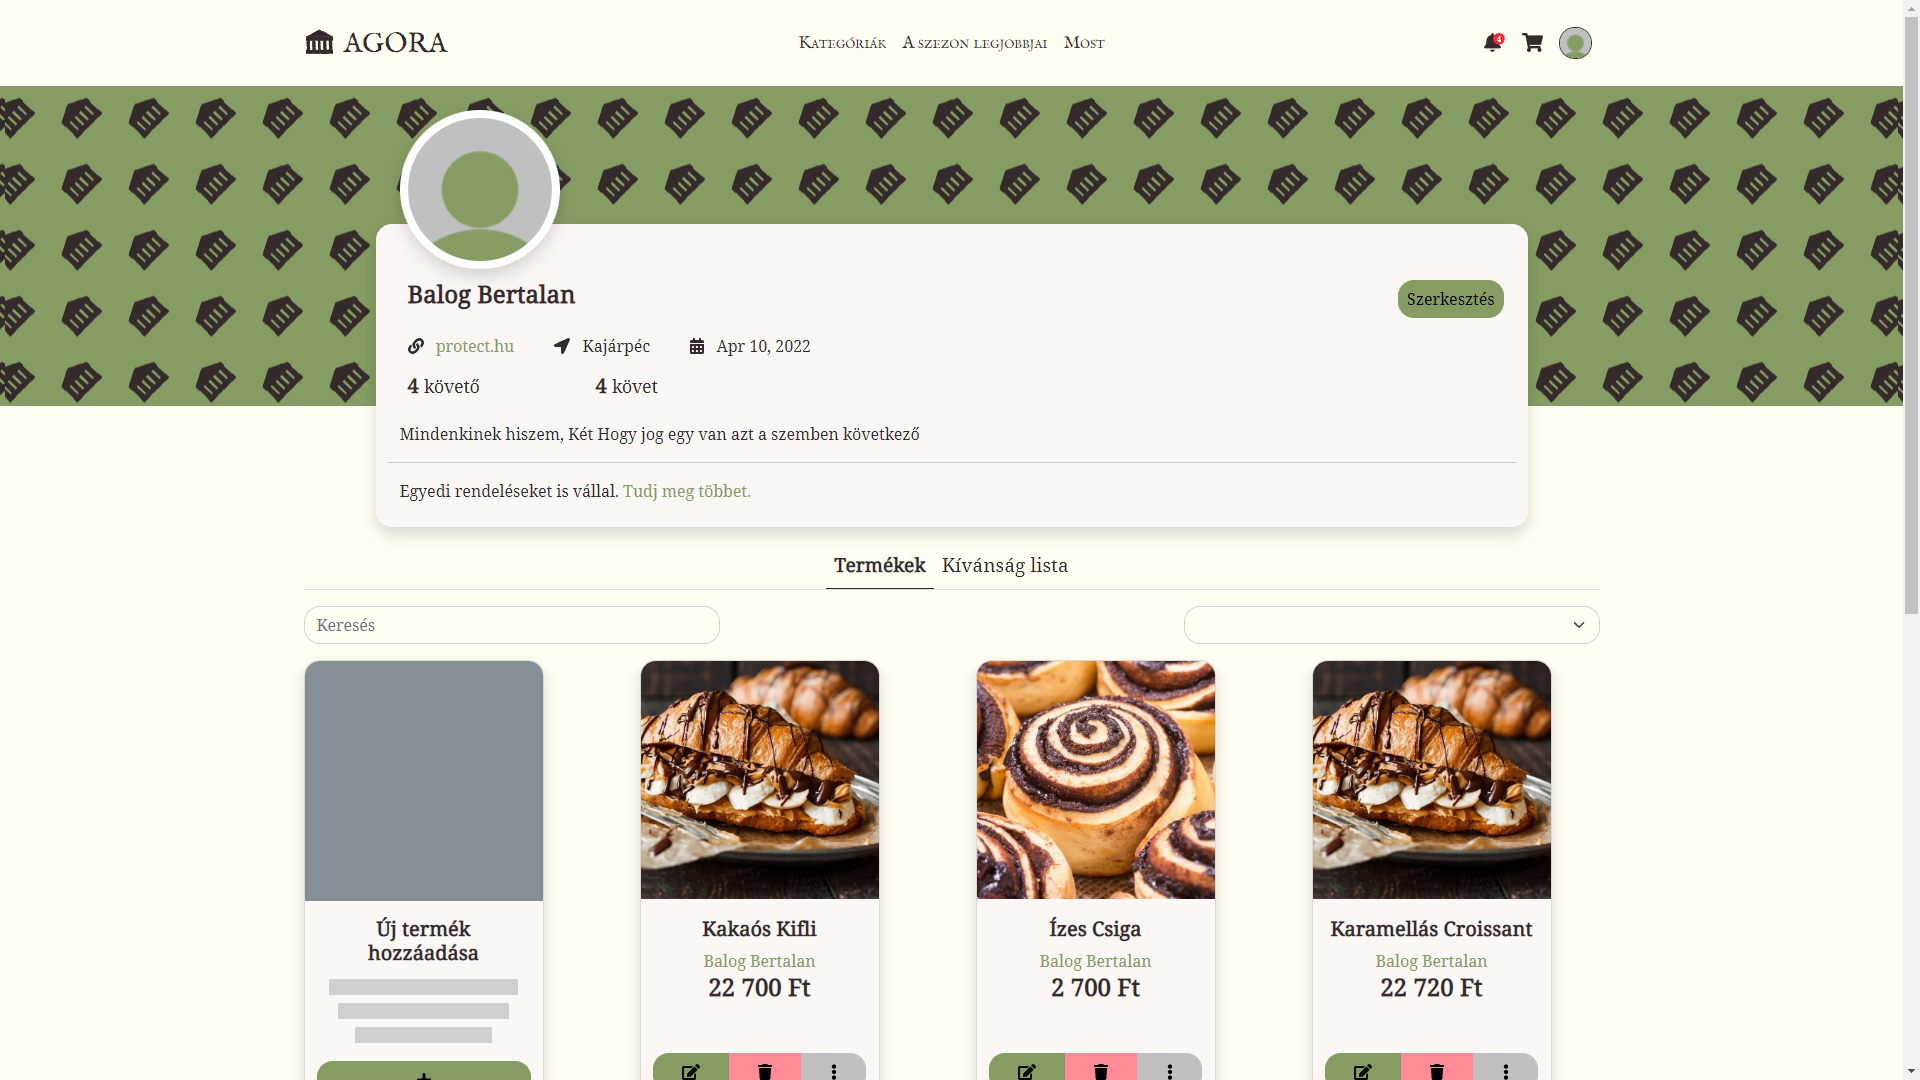 AGORA
Kategóriák A szezon legjobbjai Most
4
Balog Bertalan
Szerkesztés
protect.hu Kajárpéc Apr 10, 2022
4 követő 4 követ
Mindenkinek hiszem, Két Hogy jog egy van azt a szemben következő
Egyedi rendeléseket is vállal. Tudj meg többet.
Termékek Kívánság lista
Keresés
Új termék
hozzáadása
Kakaós Kifli
Balog Bertalan
22 700 Ft
Ízes Csiga
Balog Bertalan
2 700 Ft
Karamellás Croissant
Balog Bertalan
22 720 Ft